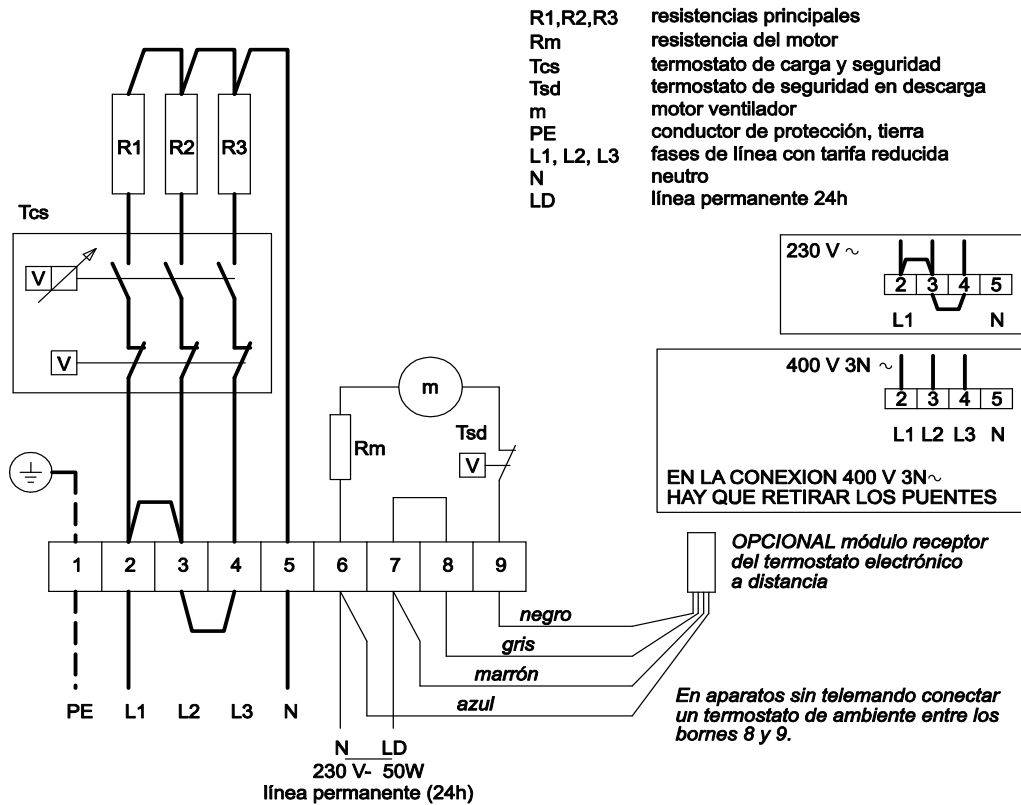 R1,R2,R3 resistencias principales
Rm resistencia del motor
Tcs termostato de carga y seguridad
Tsd termostato de seguridad en descarga
m motor ventilador
PE conductor de protección, tierra
L1, L2, L3 fases de línea con tarifa reducida
N neutro
LD línea permanente 24h
R1 R2 R3
Tcs
V
V
230 V ~
2 3 4 5
L1 N
400 V 3N ~
2 3 4 5
L1 L2 L3 N
EN LA CONEXION 400 V 3N~
HAY QUE RETIRAR LOS PUENTES
m
Rm
Tsd
V
1 2 3 4 5 6 7 8 9
OPCIONAL módulo receptor
del termostato electrónico
a distancia
negro
gris
marrón
azul
PE L1 L2 L3 N
En aparatos sin telemando conectar
un termostato de ambiente entre los
bornes 8 y 9.
N LD
230 V- 50W
línea permanente (24h)